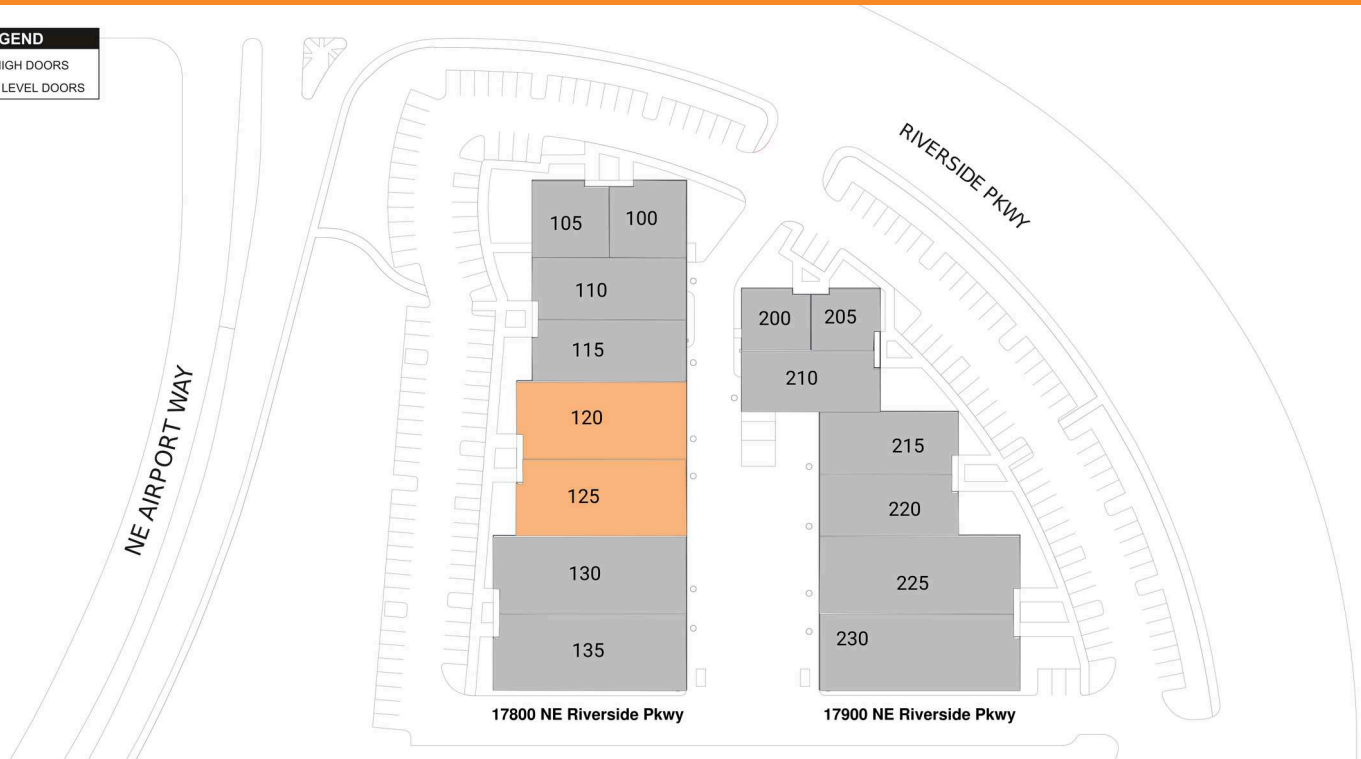 GEND
HIGH DOORS
LEVEL DOORS
RIVERSIDE PKWY
NE AIRPORT WAY
105
100
110
115
120
125
130
135
200
205
210
215
220
225
230
17800 NE Riverside Pkwy
17900 NE Riverside Pkwy